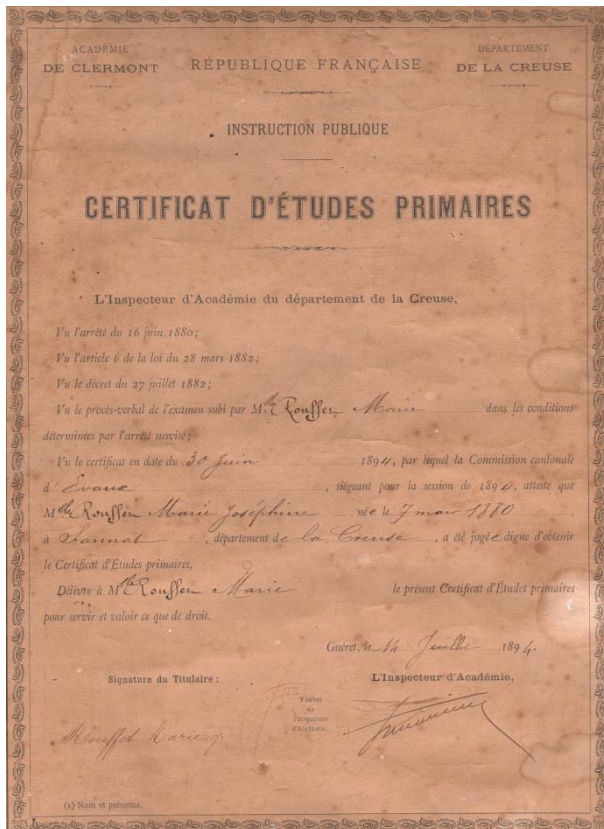 ACADÉMIE
DE CLERMONT
RÉPUBLIQUE FRANÇAISE
DÉPARTEMENT
DE LA CREUSE
INSTRUCTION PUBLIQUE
CERTIFICAT D'ÉTUDES PRIMAIRES
L'Inspecteur d'Académie du département de la Creuse,
Vu l'arrêté du 16 juin 1880;
Vu l'article 6 de la loi du 28 mars 1882;
Vu le décret du 27 juillet 1882;
Vu le procès-verbal de l'examen subi par Mlle Rouffet Marie dans les conditions
déterminées par l'arrêté susvisé;
Vu le certificat en date du 30 juin 1894, par lequel la Commission cantonale
d'Evaux, siégeant pour la session de 1894, atteste que
Mlle Rouffet Marie Joséphine née le 7 mai 1880
à Sannat, département de la Creuse, a été jugée digne d'obtenir
le Certificat d'Études primaires,
Délivre à Mlle Rouffet Marie le présent Certificat d'Études primaires
pour servir et valoir ce que de droit.
Guéret, le 14 Juillet 1894.
Signature du Titulaire :
L'Inspecteur d'Académie,
Timbre
de
l'Inspecteur
d'Académie
Rouffet Marie
(1) Nom et prénoms.